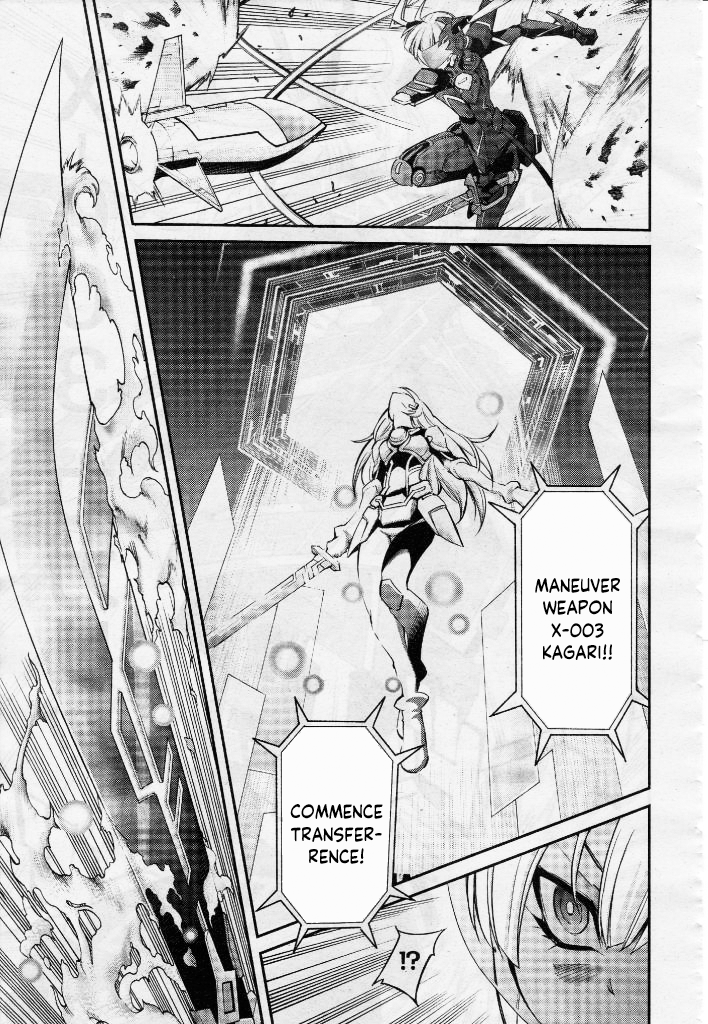 MANEUVER
WEAPON
X-003
KAGARI!!
COMMENCE
TRANSFER-
RENCE!
!?